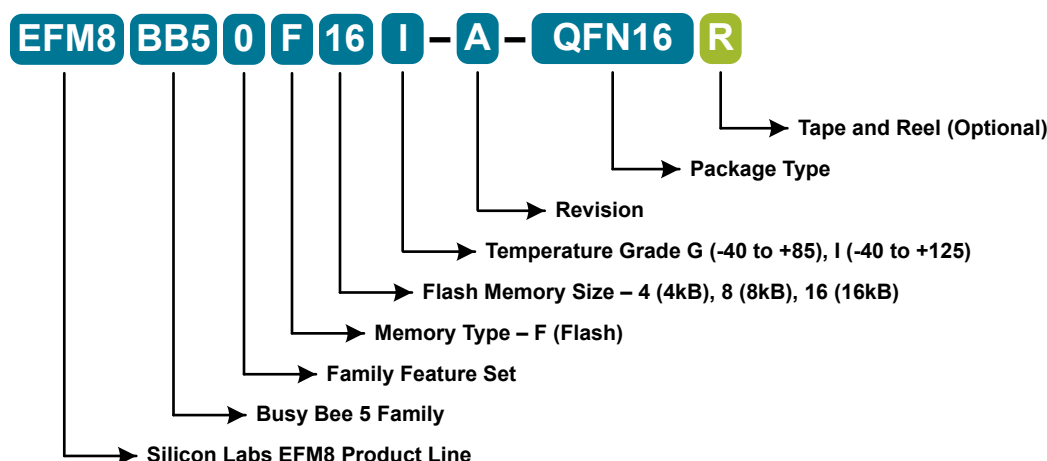 EFM8 BB5 0 F 16 I – A – QFN16 R
Tape and Reel (Optional)
Package Type
Revision
Temperature Grade G (-40 to +85), I (-40 to +125)
Flash Memory Size – 4 (4kB), 8 (8kB), 16 (16kB)
Memory Type – F (Flash)
Family Feature Set
Busy Bee 5 Family
Silicon Labs EFM8 Product Line